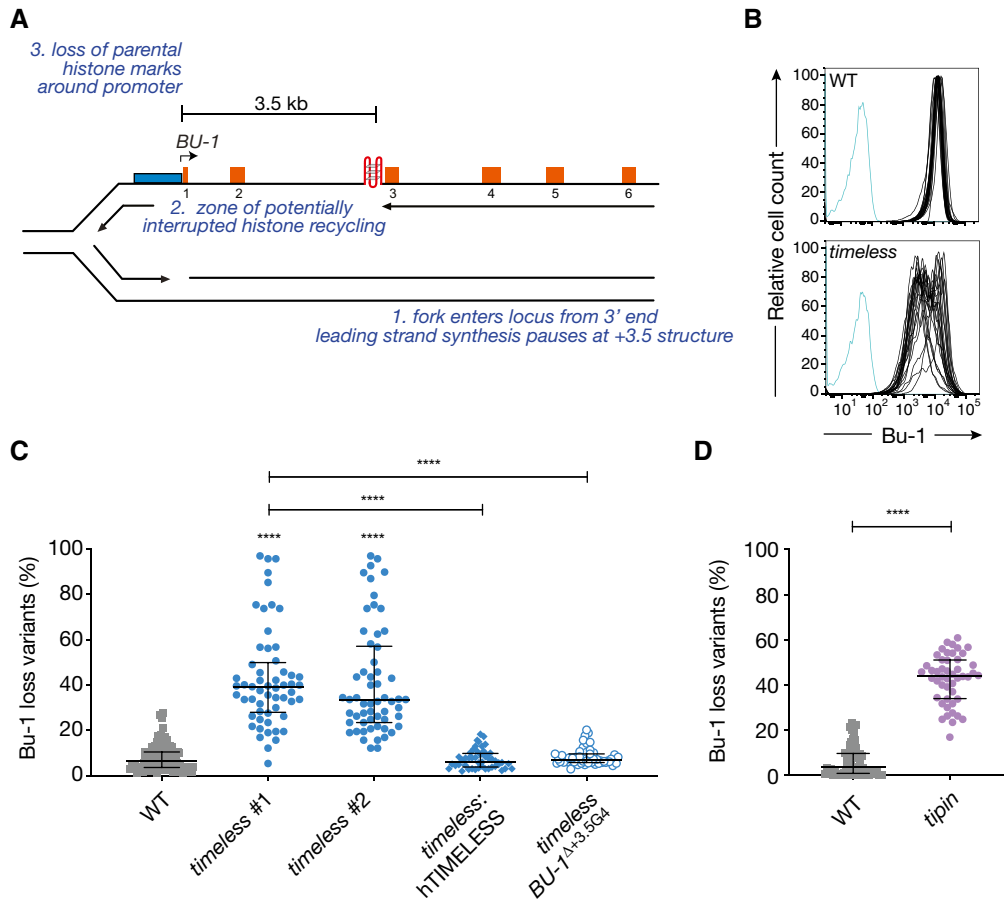 A
3. loss of parental
histone marks
around promoter
3.5 kb
BU-1
1 2 3 4 5 6
2. zone of potentially
interrupted histone recycling
1. fork enters locus from 3' end
leading strand synthesis pauses at +3.5 structure
B
WT
100
80
60
40
20
0
timeless
100
80
60
40
20
0
Relative cell count
10^1 10^2 10^3 10^4 10^5
Bu-1
C
****
****
**** ****
Bu-1 loss variants (%)
100
80
60
40
20
0
WT
timeless #1
timeless #2
timeless:
hTIMELESS
timeless
BU-1^Δ+3.5G4
D
****
Bu-1 loss variants (%)
100
80
60
40
20
0
WT
tipin